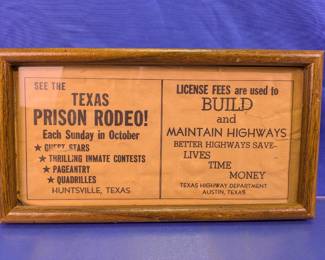 SEE THE
TEXAS
PRISON RODEO!
Each Sunday in October
★ GUEST STARS
★ THRILLING INMATE CONTESTS
★ PAGEANTRY
★ QUADRILLES
HUNTSVILLE, TEXAS
LICENSE FEES are used to
BUILD
and
MAINTAIN HIGHWAYS
BETTER HIGHWAYS SAVE-
LIVES
TIME
MONEY
TEXAS HIGHWAY DEPARTMENT
AUSTIN, TEXAS